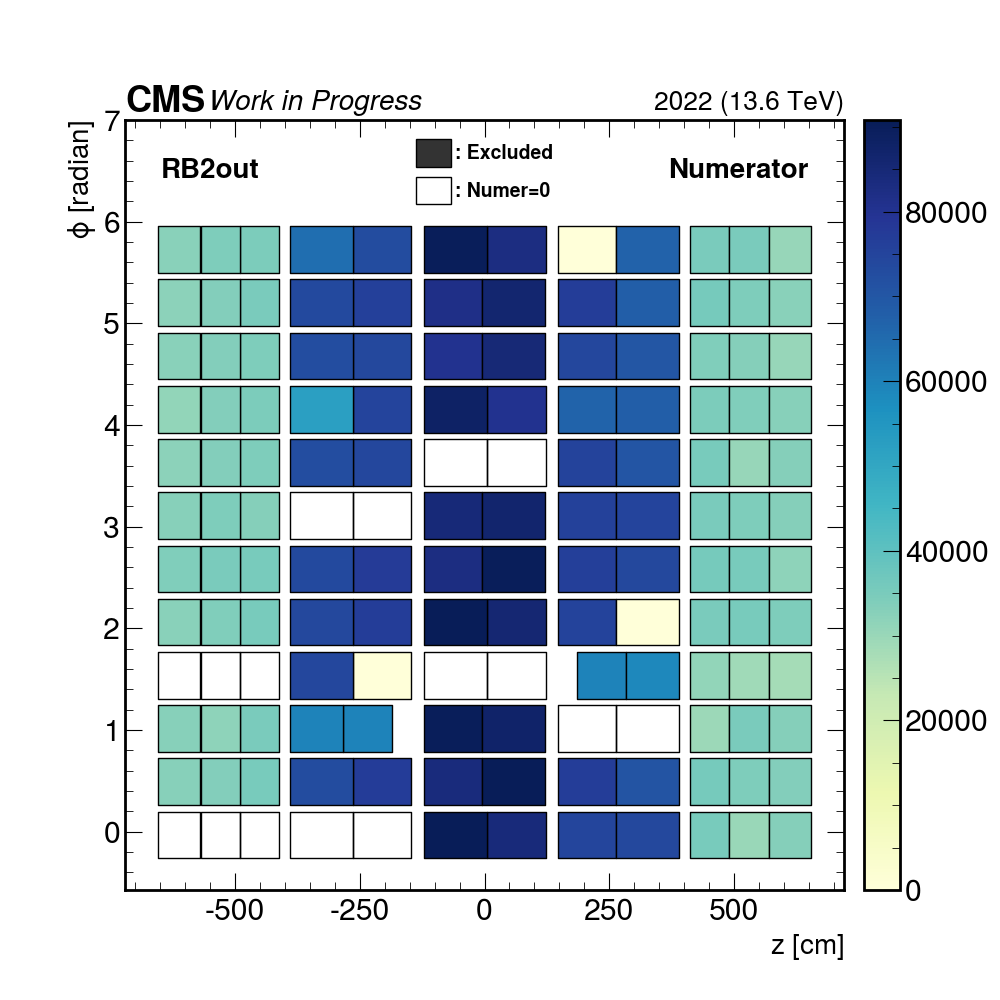 CMS Work in Progress 2022 (13.6 TeV)
ϕ [radian]
7
6
5
4
3
2
1
0
RB2out
: Excluded
: Numer=0
Numerator
-500 -250 0 250 500
z [cm]
80000
60000
40000
20000
0